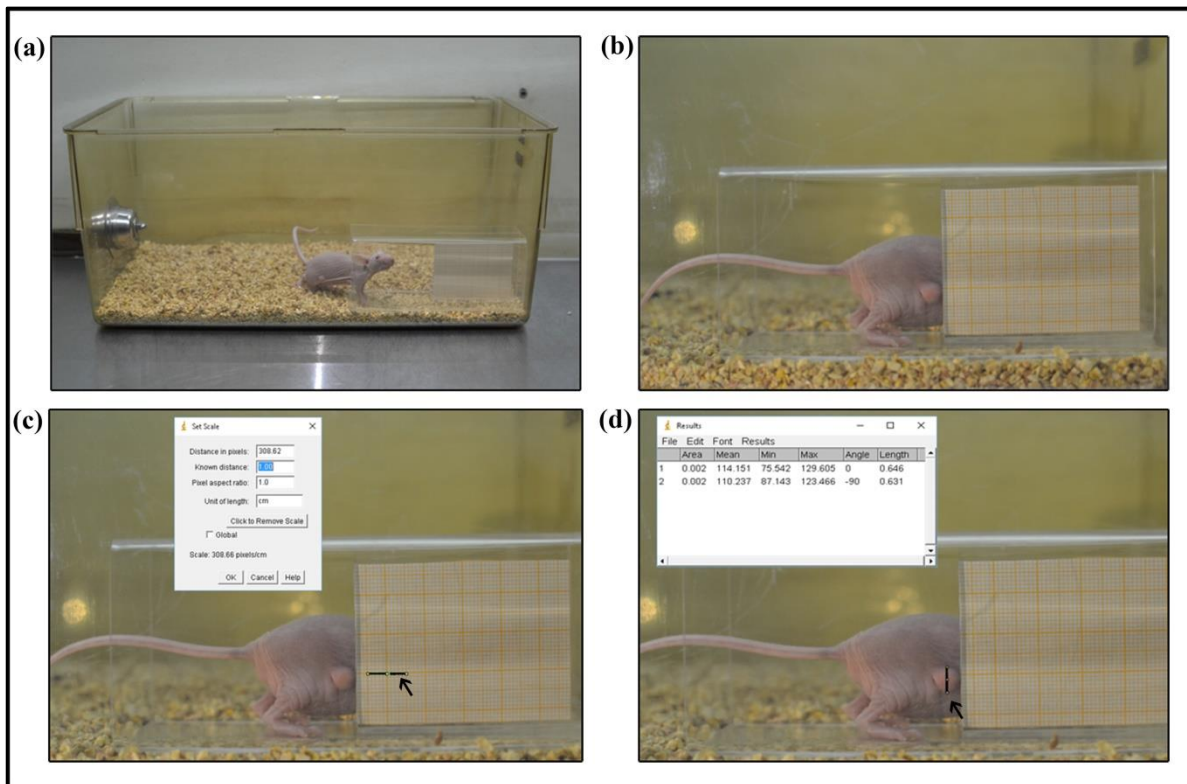 (a)
(b)
(c)
Set Scale
Distance in pixels: 308.62
Known distance: 1.00
Pixel aspect ratio: 1.0
Unit of length: cm
Click to Remove Scale
Global
Scale: 308.66 pixels/cm
OK Cancel Help
(d)
Results
File Edit Font Results
Area Mean Min Max Angle Length
1 0.002 114.151 75.542 129.605 0 0.646
2 0.002 110.237 87.143 123.466 -90 0.631